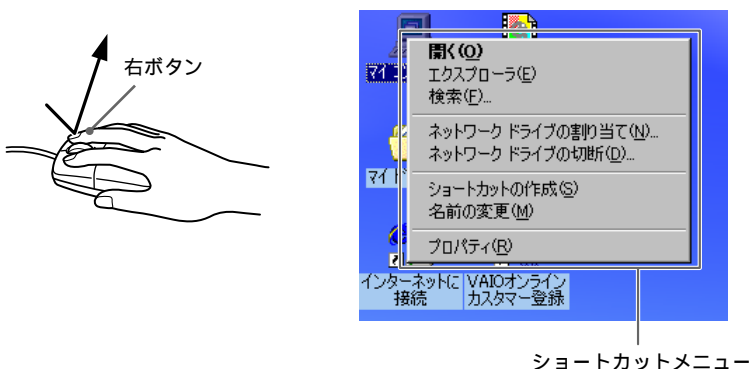 右ボタン
マイ
開く(O)
エクスプローラ(E)
検索(F)...
ネットワーク ドライブの割り当て(N)...
ネットワーク ドライブの切断(D)...
マイ ド
ショートカットの作成(S)
名前の変更(M)
プロパティ(R)
インターネットに
接続
VAIOオンライン
カスタマー登録
ショートカットメニュー